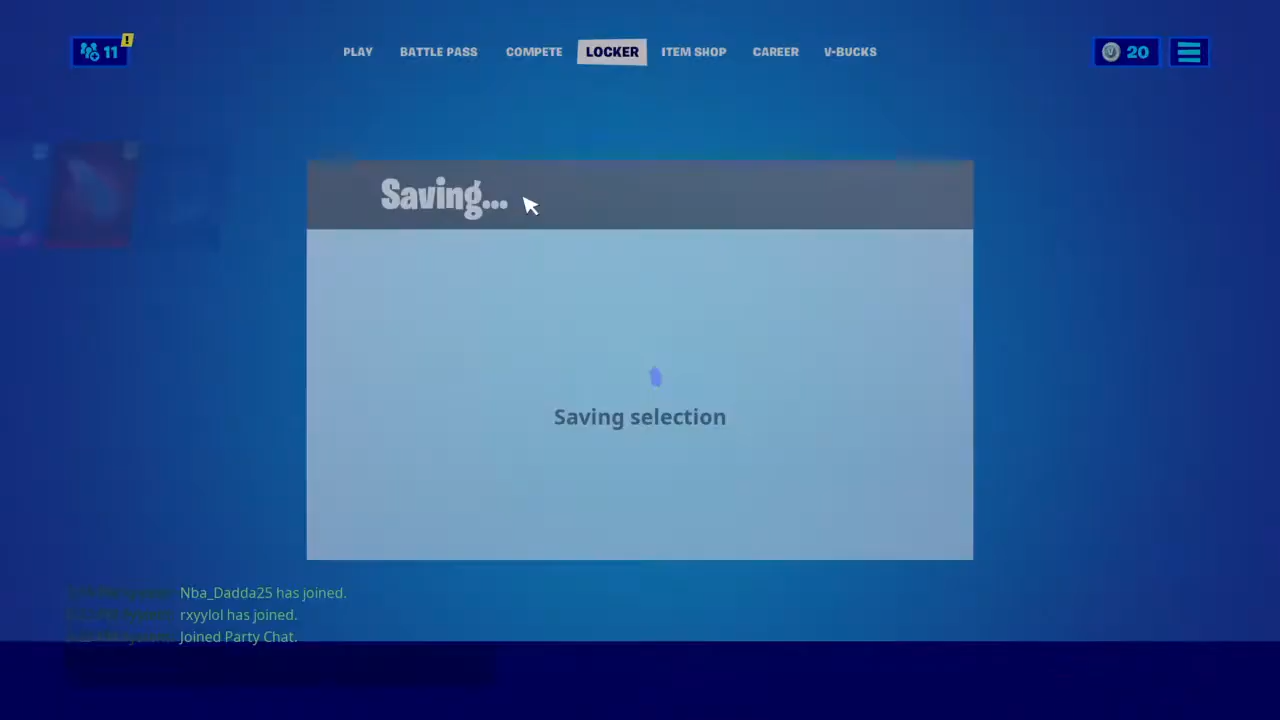 11
!
PLAY BATTLE PASS COMPETE LOCKER ITEM SHOP CAREER V-BUCKS
20
Saving...
Saving selection
Nba_Dadda25 has joined.
rxyylol has joined.
Joined Party Chat.